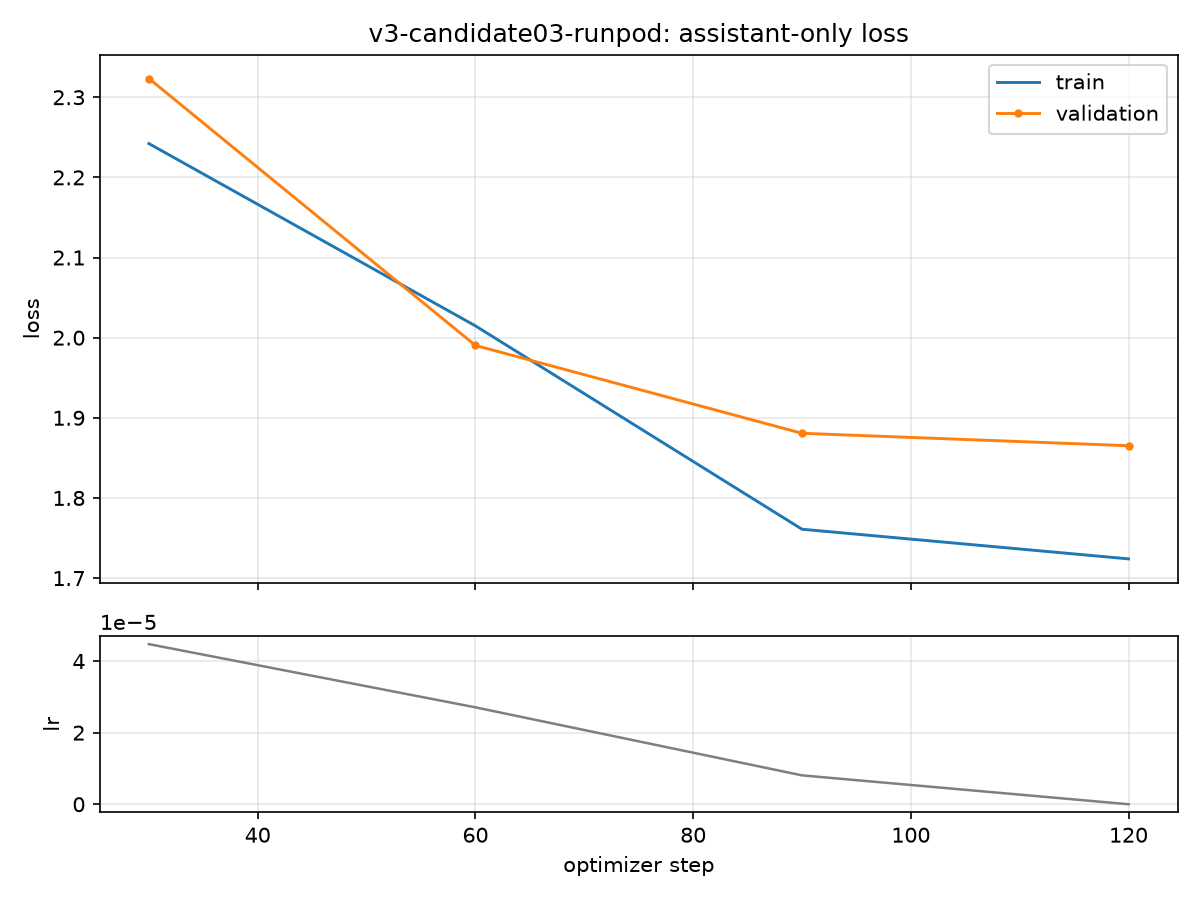 v3-candidate03-runpod: assistant-only loss
train
validation
2.3
2.2
2.1
2.0
1.9
1.8
1.7
loss
1e−5
4
2
0
lr
40 60 80 100 120
optimizer step